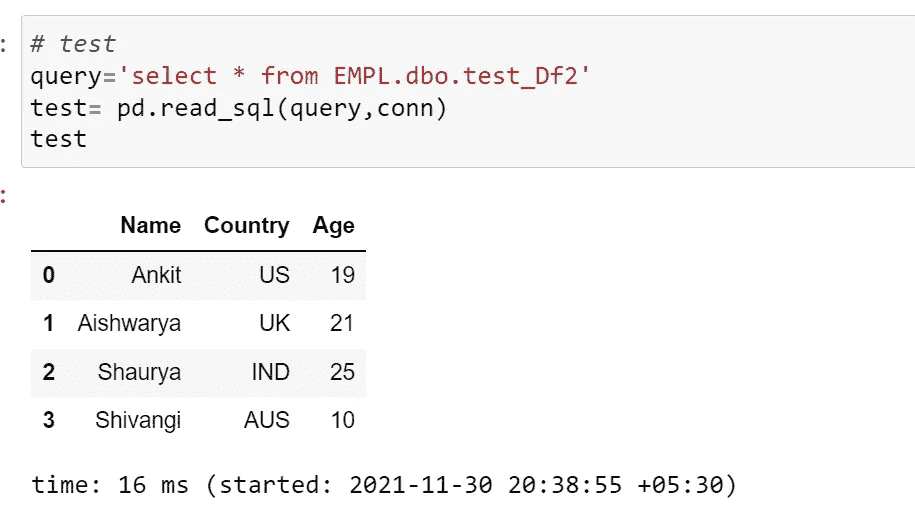 :
# test
query='select * from EMPL.dbo.test_Df2'
test= pd.read_sql(query,conn)
test
:
Name Country Age
0 Ankit US 19
1 Aishwarya UK 21
2 Shaurya IND 25
3 Shivangi AUS 10
time: 16 ms (started: 2021-11-30 20:38:55 +05:30)